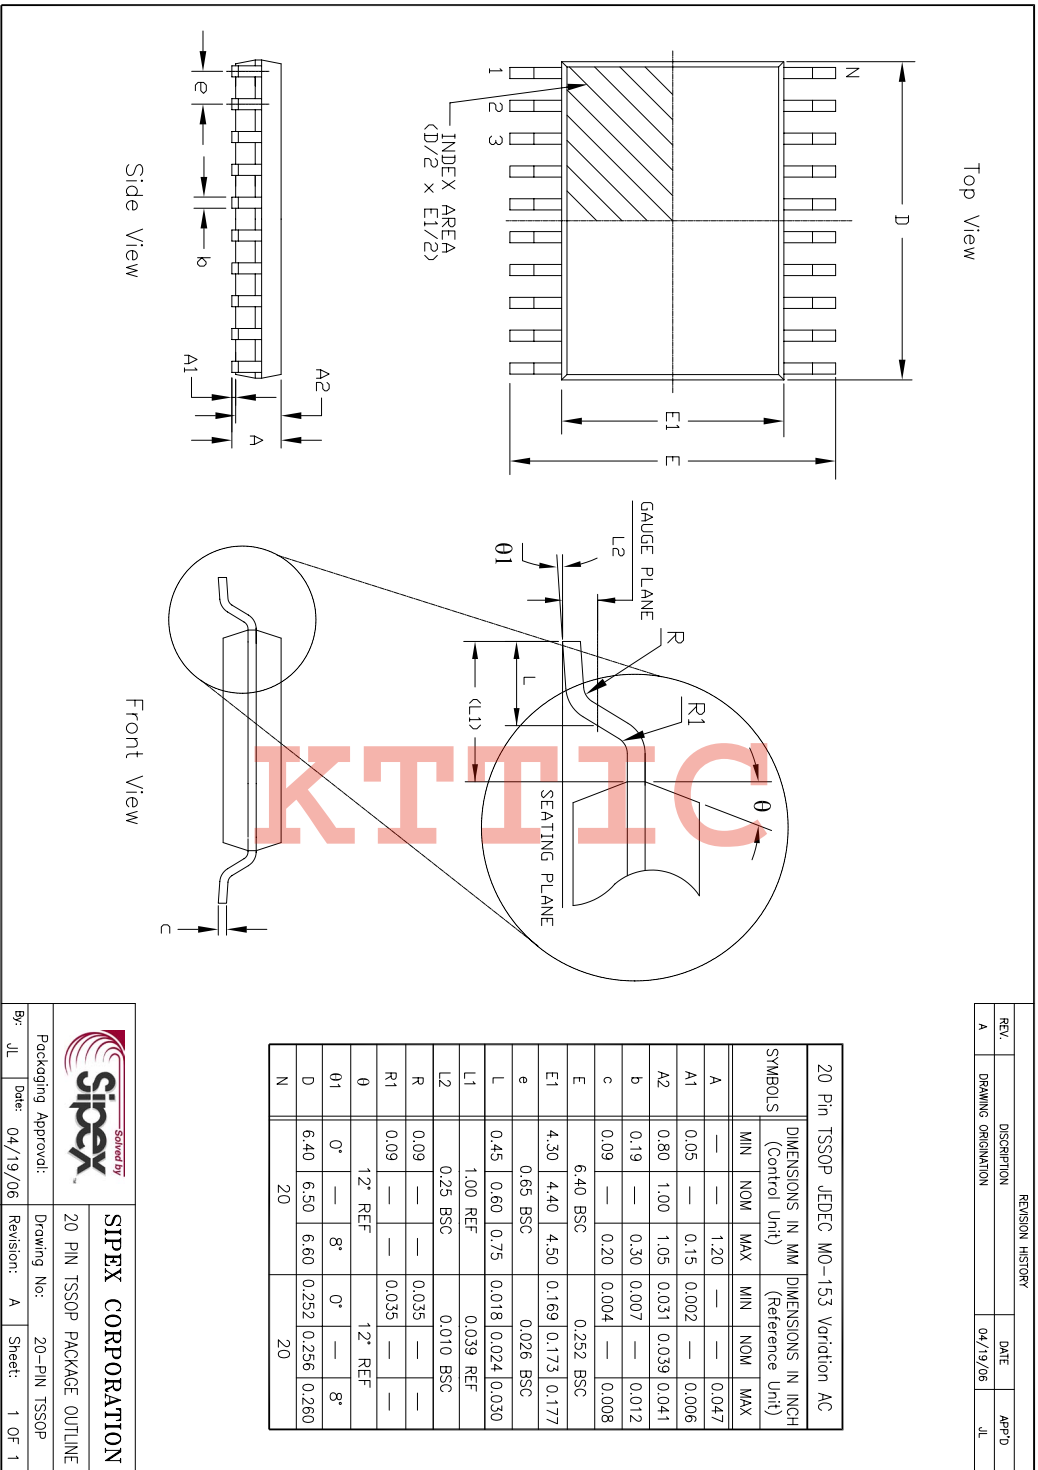 REVISION HISTORY
REV. DISCRIPTION DATE APP'D
A DRAWING ORIGINATION 04/19/06 JL
Top View
N
D
1
2
3
INDEX AREA
(D/2 x E1/2)
E1
E
Side View
e
b
A1
A2
A
Front View
c
GAUGE PLANE
L2
θ1
R
R1
L
(L1)
θ
SEATING PLANE
KTTIC
20 Pin TSSOP JEDEC MO-153 Variation AC
SYMBOLS DIMENSIONS IN MM (Control Unit) DIMENSIONS IN INCH (Reference Unit)
MIN NOM MAX MIN NOM MAX
A — — 1.20 — — 0.047
A1 0.05 — 0.15 0.002 — 0.006
A2 0.80 1.00 1.05 0.031 0.039 0.041
b 0.19 — 0.30 0.007 — 0.012
c 0.09 — 0.20 0.004 — 0.008
E 6.40 BSC 0.252 BSC
E1 4.30 4.40 4.50 0.169 0.173 0.177
e 0.65 BSC 0.026 BSC
L 0.45 0.60 0.75 0.018 0.024 0.030
L1 1.00 REF 0.039 REF
L2 0.25 BSC 0.010 BSC
R 0.09 — — 0.035 — —
R1 0.09 — — 0.035 — —
θ 12° REF 12° REF
θ1 0° — 8° 0° — 8°
D 6.40 6.50 6.60 0.252 0.256 0.260
N 20 20
Solved by
Sipex™
SIPEX CORPORATION
20 PIN TSSOP PACKAGE OUTLINE
Packaging Approval: Drawing No: 20-PIN TSSOP
By: JL Date: 04/19/06 Revision: A Sheet: 1 OF 1